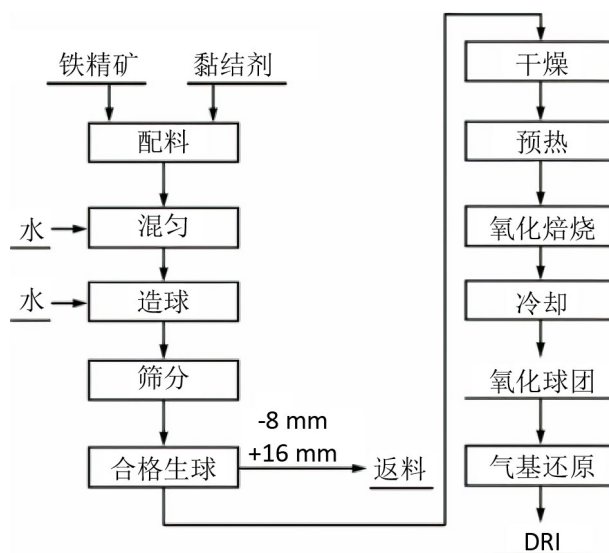 铁精矿
黏结剂
配料
水
混匀
水
造球
筛分
-8 mm
+16 mm
合格生球
返料
干燥
预热
氧化焙烧
冷却
氧化球团
气基还原
DRI